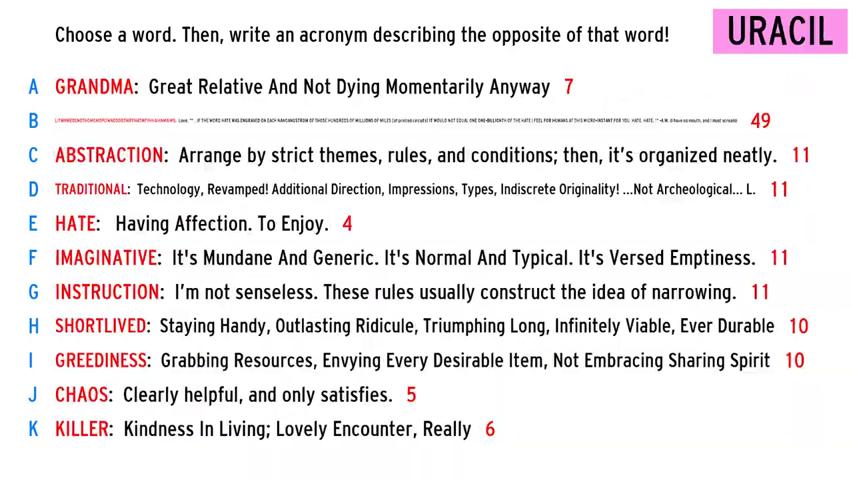 Choose a word. Then, write an acronym describing the opposite of that word!
URACIL
A GRANDMA: Great Relative And Not Dying Momentarily Anyway 7
B Love. "" ..IF THE WORD HATE WAS ENGRAVED ON EACH NANOANGSTROM OF THOSE HUNDREDS OF MILLIONS OF MILES (of printed circuits) IT WOULD NOT EQUAL ONE ONE-BILLIONTH OF THE HATE I FEEL FOR HUMANS AT THIS MICRO-INSTANT FOR YOU. HATE. HATE. "" 49
C ABSTRACTION: Arrange by strict themes, rules, and conditions; then, it's organized neatly. 11
D TRADITIONAL: Technology, Revamped! Additional Direction, Impressions, Types, Indiscrete Originality! ...Not Archeological... L. 11
E HATE: Having Affection. To Enjoy. 4
F IMAGINATIVE: It's Mundane And Generic. It's Normal And Typical. It's Versed Emptiness. 11
G INSTRUCTION: I'm not senseless. These rules usually construct the idea of narrowing. 11
H SHORTLIVED: Staying Handy, Outlasting Ridicule, Triumphing Long, Infinitely Viable, Ever Durable 10
I GREEDINESS: Grabbing Resources, Envying Every Desirable Item, Not Embracing Sharing Spirit 10
J CHAOS: Clearly helpful, and only satisfies. 5
K KILLER: Kindness In Living; Lovely Encounter, Really 6